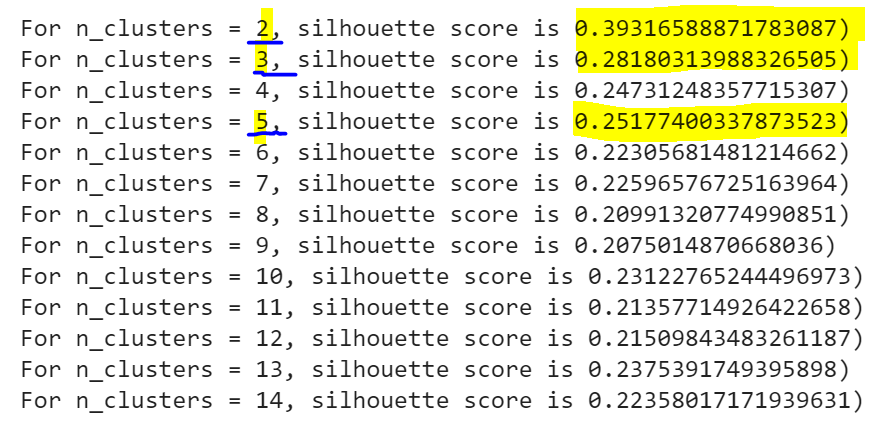 For n_clusters = 2, silhouette score is 0.39316588871783087)
For n_clusters = 3, silhouette score is 0.28180313988326505)
For n_clusters = 4, silhouette score is 0.24731248357715307)
For n_clusters = 5, silhouette score is 0.25177400337873523)
For n_clusters = 6, silhouette score is 0.22305681481214662)
For n_clusters = 7, silhouette score is 0.22596576725163964)
For n_clusters = 8, silhouette score is 0.20991320774990851)
For n_clusters = 9, silhouette score is 0.2075014870668036)
For n_clusters = 10, silhouette score is 0.23122765244496973)
For n_clusters = 11, silhouette score is 0.21357714926422658)
For n_clusters = 12, silhouette score is 0.21509843483261187)
For n_clusters = 13, silhouette score is 0.2375391749395898)
For n_clusters = 14, silhouette score is 0.22358017171939631)